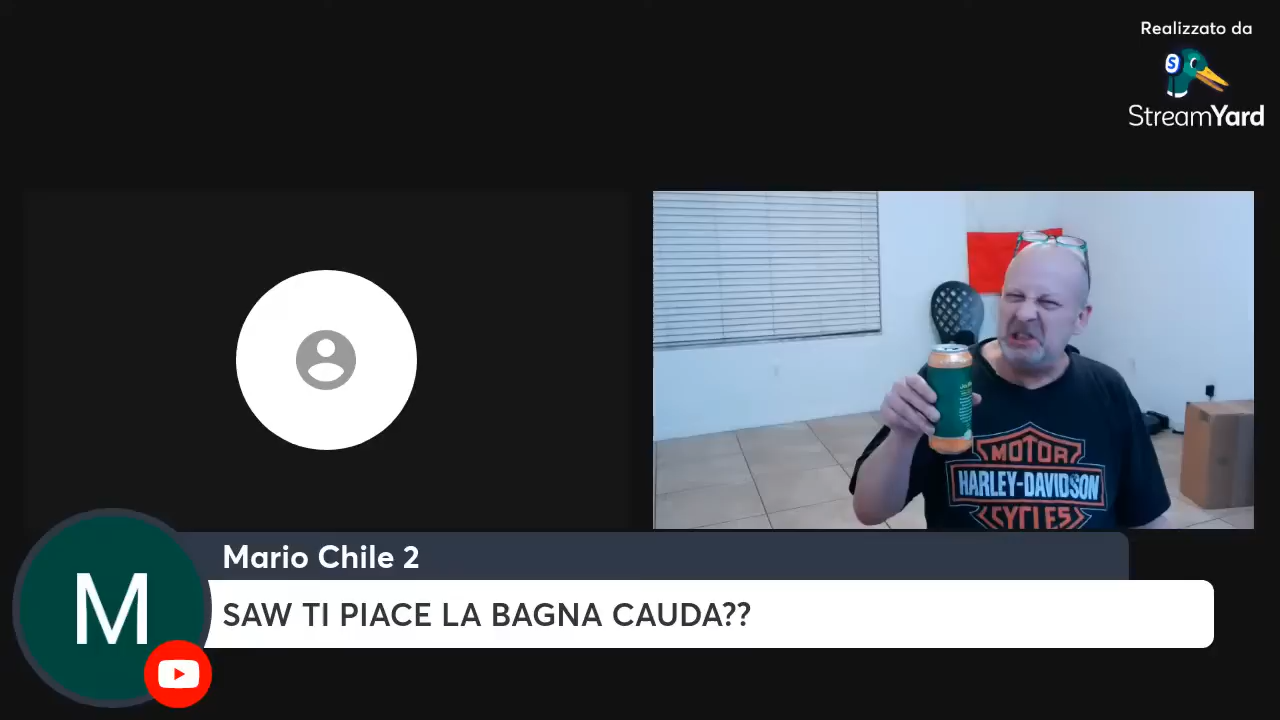 Realizzato da
S
StreamYard
MOTOR
HARLEY-DAVIDSON
CYCLES
M
Mario Chile 2
SAW TI PIACE LA BAGNA CAUDA??